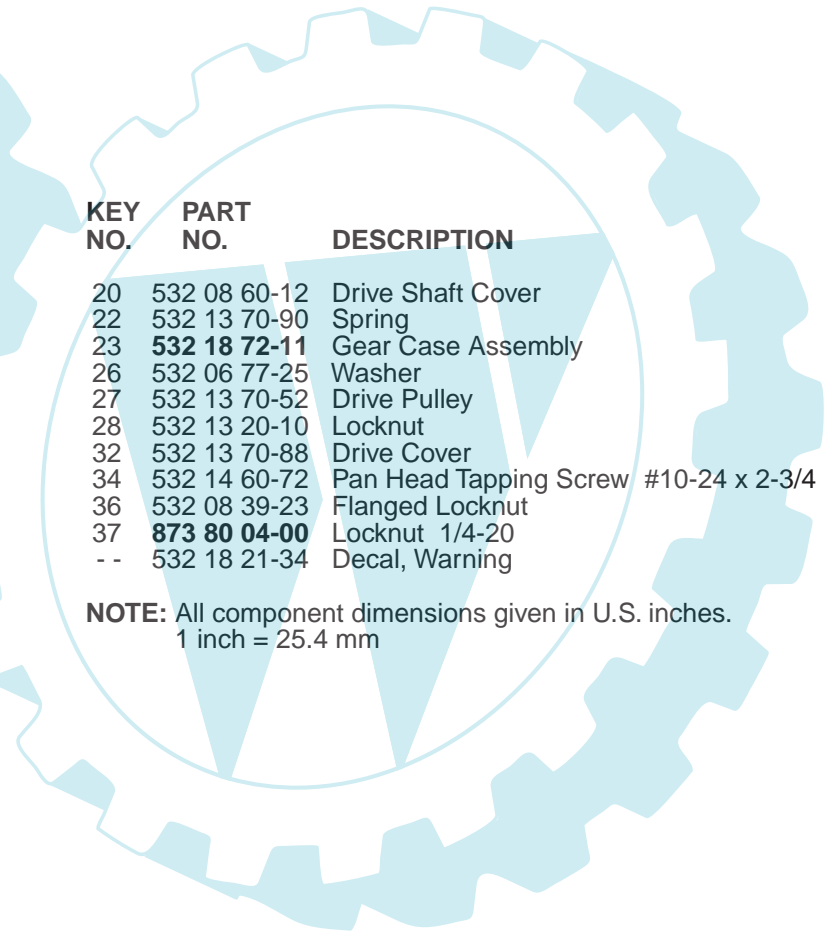 KEY PART
NO. NO. DESCRIPTION
20 532 08 60-12 Drive Shaft Cover
22 532 13 70-90 Spring
23 532 18 72-11 Gear Case Assembly
26 532 06 77-25 Washer
27 532 13 70-52 Drive Pulley
28 532 13 20-10 Locknut
32 532 13 70-88 Drive Cover
34 532 14 60-72 Pan Head Tapping Screw #10-24 x 2-3/4
36 532 08 39-23 Flanged Locknut
37 873 80 04-00 Locknut 1/4-20
- - 532 18 21-34 Decal, Warning
NOTE: All component dimensions given in U.S. inches.
1 inch = 25.4 mm